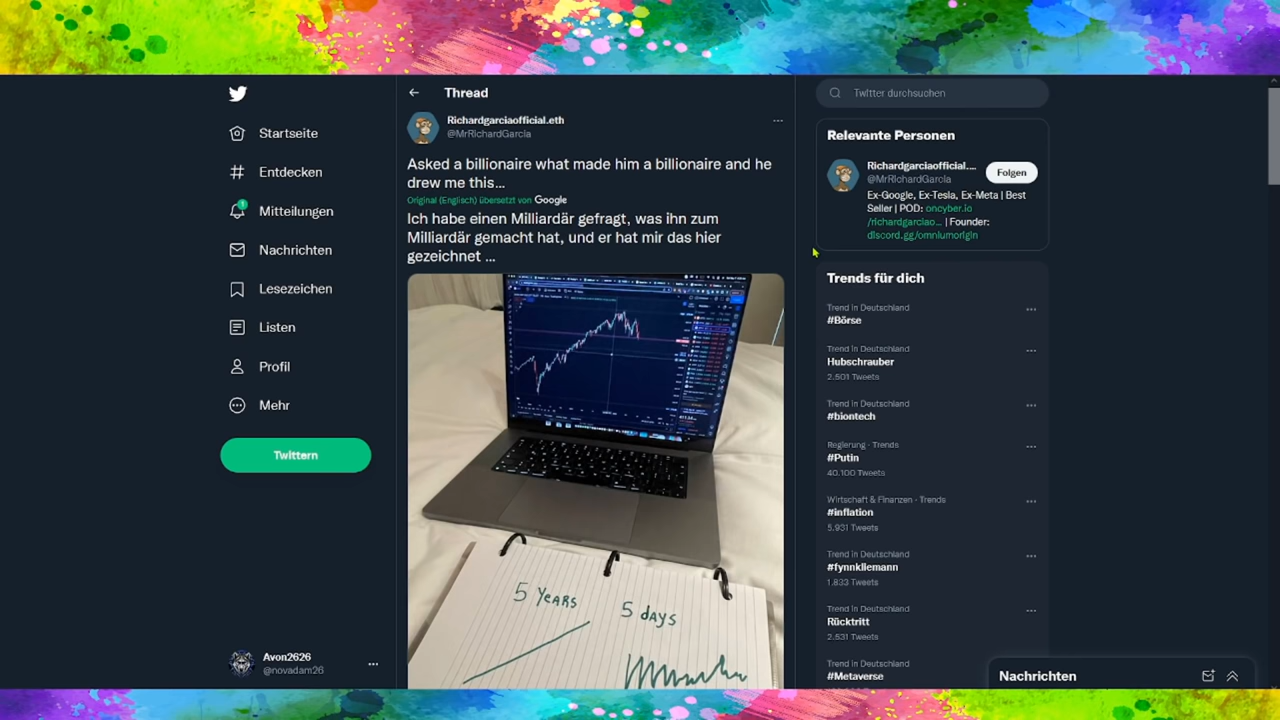 Startseite
Entdecken
1
Mitteilungen
Nachrichten
Lesezeichen
Listen
Profil
Mehr
Twittern
Avon2626
@novadam26
Thread
Richardgarciaofficial.eth
@MrRichardGarcia
Asked a billionaire what made him a billionaire and he
drew me this...
Original (Englisch) übersetzt von Google
Ich habe einen Milliardär gefragt, was ihn zum
Milliardär gemacht hat, und er hat mir das hier
gezeichnet ...
5 YEARS
5 days
Twitter durchsuchen
Relevante Personen
Richardgarciaofficial....
@MrRichardGarcia
Folgen
Ex-Google, Ex-Tesla, Ex-Meta | Best
Seller | POD: oncyber.io
/richardgarciao... | Founder:
discord.gg/omniumorigin
Trends für dich
Trend in Deutschland
#Börse
Trend in Deutschland
Hubschrauber
2.501 Tweets
Trend in Deutschland
#biontech
Regierung · Trends
#Putin
40.100 Tweets
Wirtschaft & Finanzen · Trends
#inflation
5.931 Tweets
Trend in Deutschland
#fynnkliemann
1.833 Tweets
Trend in Deutschland
Rücktritt
2.531 Tweets
Trend in Deutschland
#Metaverse
Nachrichten